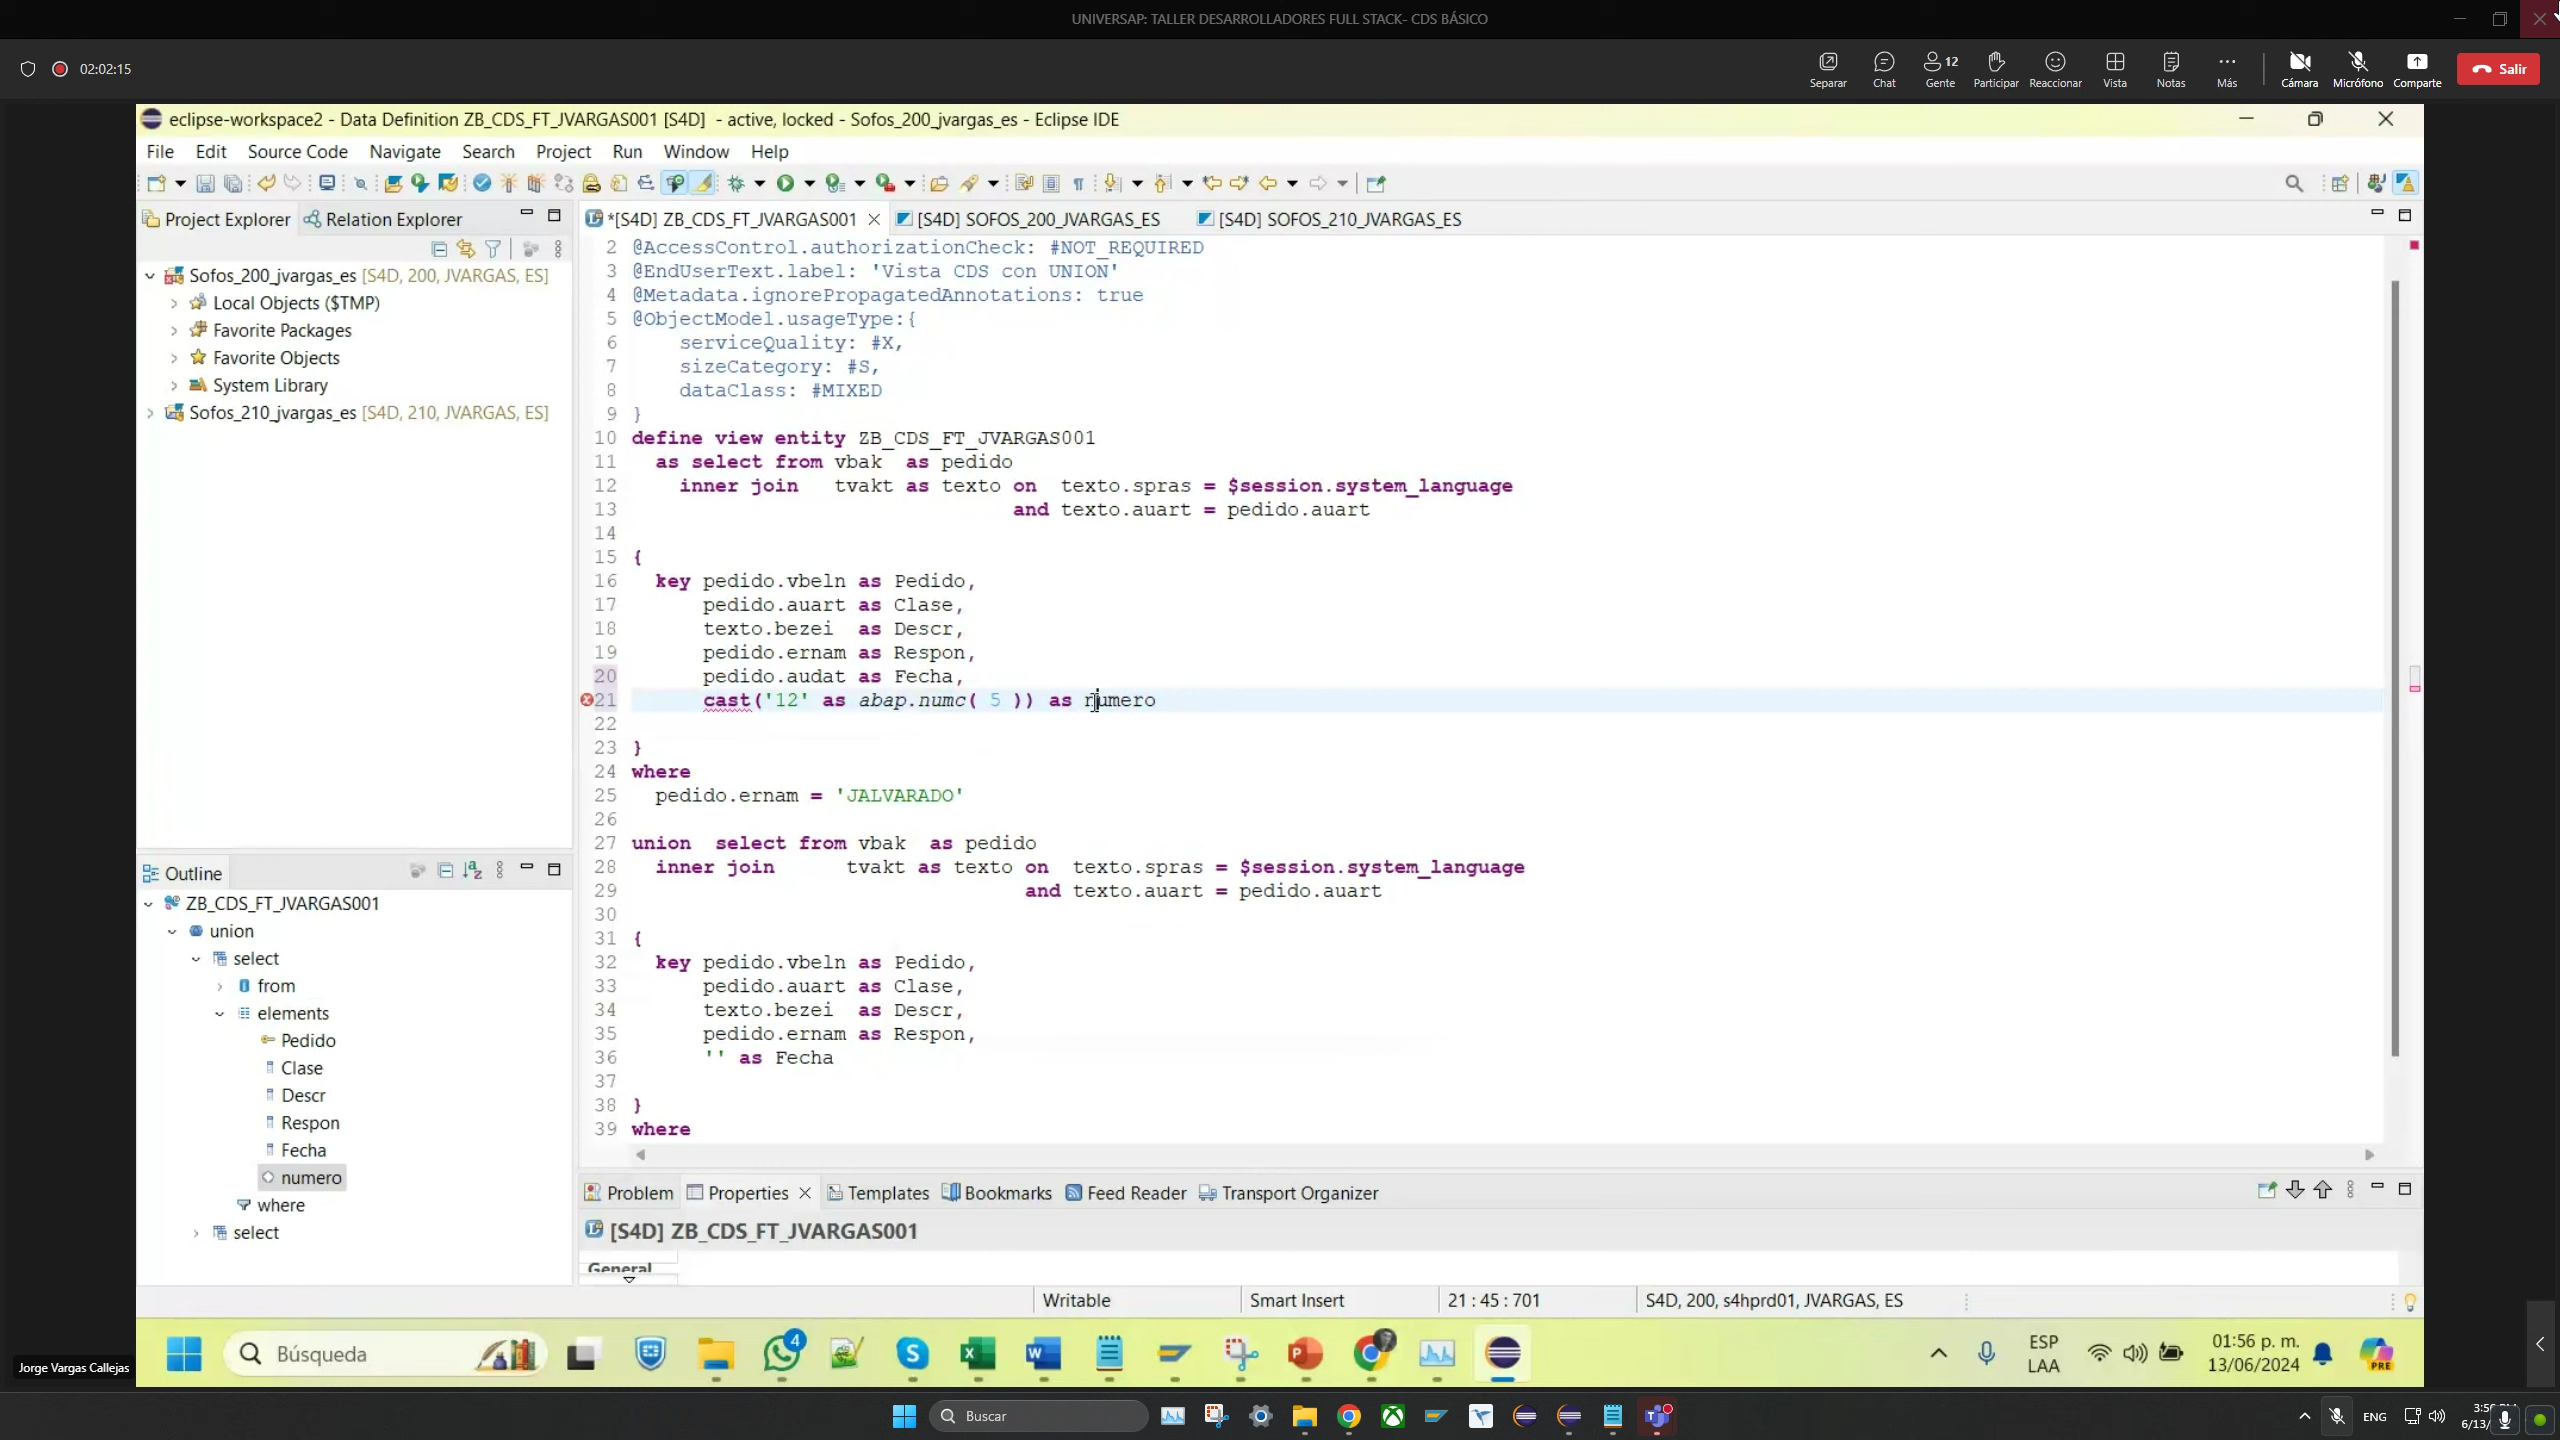 UNIVERSAP: TALLER DESARROLLADORES FULL STACK- CDS BÁSICO
02:02:15
Separar
Chat
12
Gente
Participar
Reaccionar
Vista
Notas
Más
Cámara
Micrófono
Comparte
Salir
eclipse-workspace2 - Data Definition ZB_CDS_FT_JVARGAS001 [S4D] - active, locked - Sofos_200_jvargas_es - Eclipse IDE
File Edit Source Code Navigate Search Project Run Window Help
Project Explorer
Relation Explorer
Sofos_200_jvargas_es [S4D, 200, JVARGAS, ES]
Local Objects ($TMP)
Favorite Packages
Favorite Objects
System Library
Sofos_210_jvargas_es [S4D, 210, JVARGAS, ES]
*[S4D] ZB_CDS_FT_JVARGAS001
[S4D] SOFOS_200_JVARGAS_ES
[S4D] SOFOS_210_JVARGAS_ES
2 @AccessControl.authorizationCheck: #NOT_REQUIRED
3 @EndUserText.label: 'Vista CDS con UNION'
4 @Metadata.ignorePropagatedAnnotations: true
5 @ObjectModel.usageType:{
6 serviceQuality: #X,
7 sizeCategory: #S,
8 dataClass: #MIXED
9 }
10 define view entity ZB_CDS_FT_JVARGAS001
11 as select from vbak as pedido
12 inner join tvakt as texto on texto.spras = $session.system_language
13 and texto.auart = pedido.auart
14
15 {
16 key pedido.vbeln as Pedido,
17 pedido.auart as Clase,
18 texto.bezei as Descr,
19 pedido.ernam as Respon,
20 pedido.audat as Fecha,
21 cast('12' as abap.numc( 5 )) as numero
22
23 }
24 where
25 pedido.ernam = 'JALVARADO'
26
27 union select from vbak as pedido
28 inner join tvakt as texto on texto.spras = $session.system_language
29 and texto.auart = pedido.auart
30
31 {
32 key pedido.vbeln as Pedido,
33 pedido.auart as Clase,
34 texto.bezei as Descr,
35 pedido.ernam as Respon,
36 '' as Fecha
37
38 }
39 where
Outline
ZB_CDS_FT_JVARGAS001
union
select
from
elements
Pedido
Clase
Descr
Respon
Fecha
numero
where
select
Problem
Properties
Templates
Bookmarks
Feed Reader
Transport Organizer
[S4D] ZB_CDS_FT_JVARGAS001
General
Writable
Smart Insert
21 : 45 : 701
S4D, 200, s4hprd01, JVARGAS, ES
Jorge Vargas Callejas
Búsqueda
4
PRE
ESP
LAA
01:56 p. m.
13/06/2024
Buscar
ENG